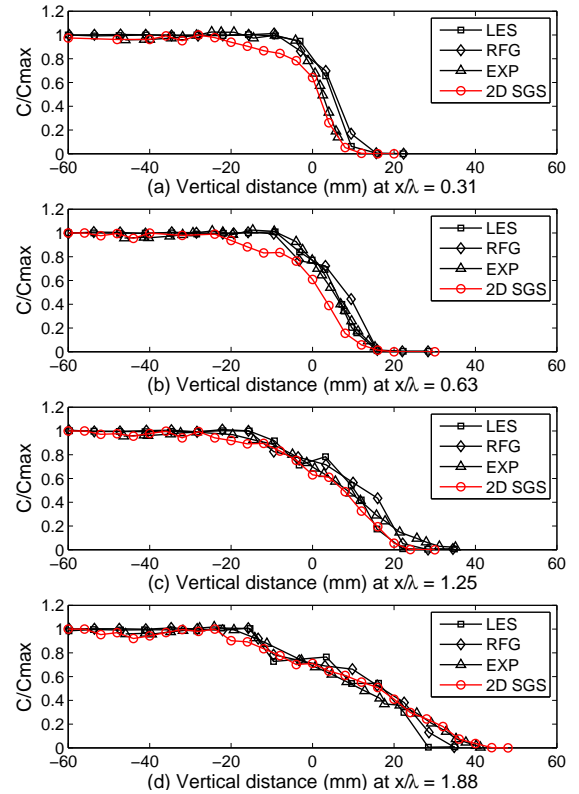 1.2
1
0.8
0.6
0.4
0.2
0
C/Cmax
LES
RFG
EXP
2D SGS
−60 −40 −20 0 20 40 60
(a) Vertical distance (mm) at x/λ = 0.31
1.2
1
0.8
0.6
0.4
0.2
0
C/Cmax
LES
RFG
EXP
2D SGS
−60 −40 −20 0 20 40 60
(b) Vertical distance (mm) at x/λ = 0.63
1.2
1
0.8
0.6
0.4
0.2
0
C/Cmax
LES
RFG
EXP
2D SGS
−60 −40 −20 0 20 40 60
(c) Vertical distance (mm) at x/λ = 1.25
1.2
1
0.8
0.6
0.4
0.2
0
C/Cmax
LES
RFG
EXP
2D SGS
−60 −40 −20 0 20 40 60
(d) Vertical distance (mm) at x/λ = 1.88